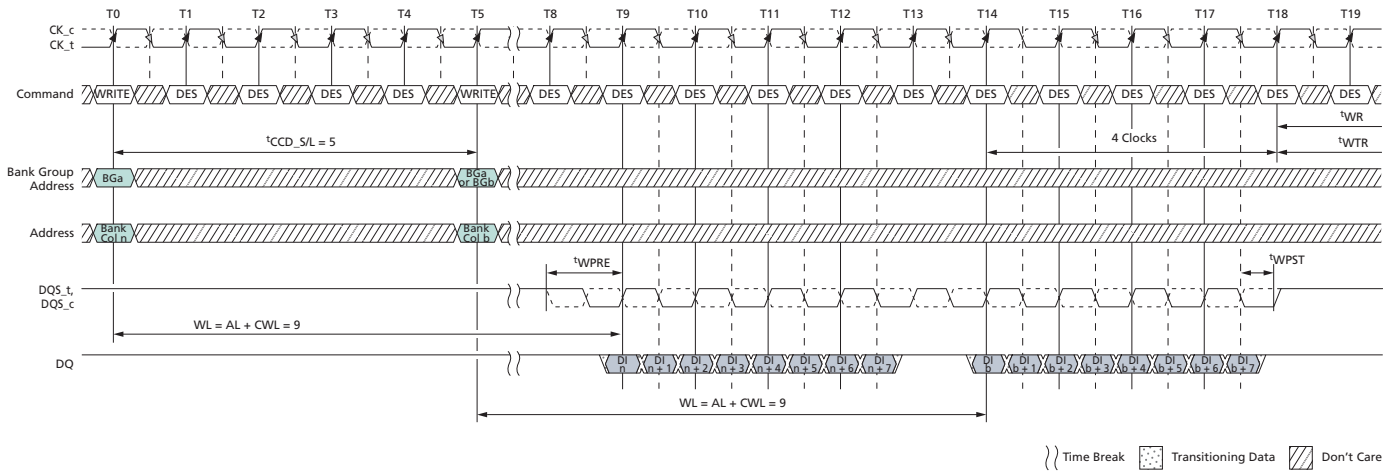 T0 T1 T2 T3 T4 T5 T8 T9 T10 T11 T12 T13 T14 T15 T16 T17 T18 T19
CK_c
CK_t
Command WRITE DES DES DES DES WRITE DES DES DES DES DES DES DES DES DES DES DES DES
tWR
tCCD_S/L = 5 4 Clocks tWTR
Bank Group
Address BGa BGa
or BGb
Address Bank
Col n Bank
Col b
tWPRE tWPST
DQS_t,
DQS_c
WL = AL + CWL = 9
DQ DI
n DI
n + 1 DI
n + 2 DI
n + 3 DI
n + 4 DI
n + 5 DI
n + 6 DI
n + 7 DI
b DI
b + 1 DI
b + 2 DI
b + 3 DI
b + 4 DI
b + 5 DI
b + 6 DI
b + 7
WL = AL + CWL = 9
Time Break Transitioning Data Don't Care